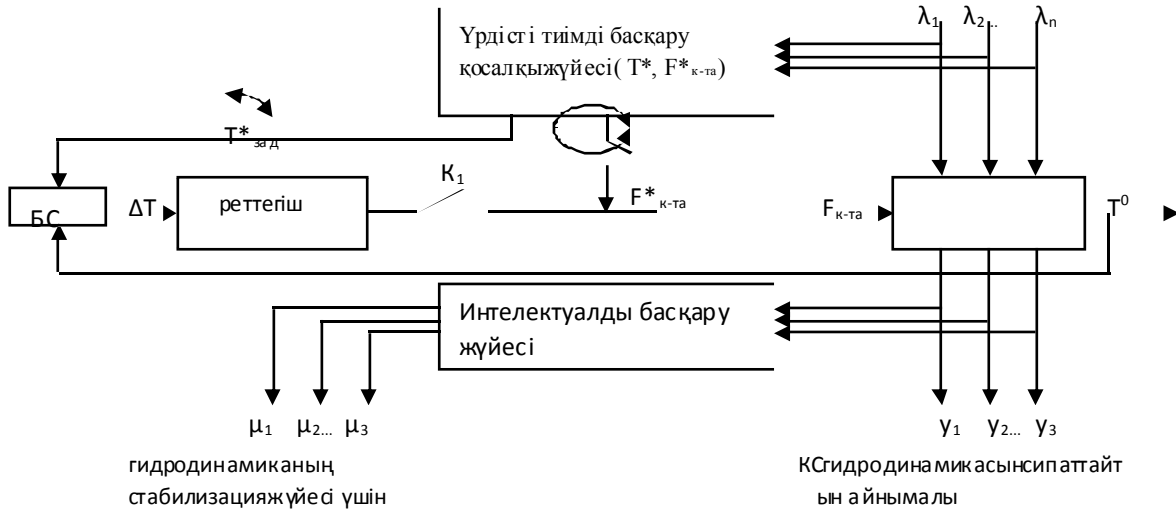 λ1 λ2... λn
Үрдісті тиімді басқару
қосалқыжүйесі( T*, F*к-та)
T*зад
K1
БС
ΔT
реттегіш
F*к-та
Fк-та
T0
Интелектуалды басқару
жүйесі
μ1 μ2... μ3
y1 y2... y3
гидродинамиканың
стабилизацияжүйесі үшін
КСгидродинамикасынсипаттайт
ын айнымалы